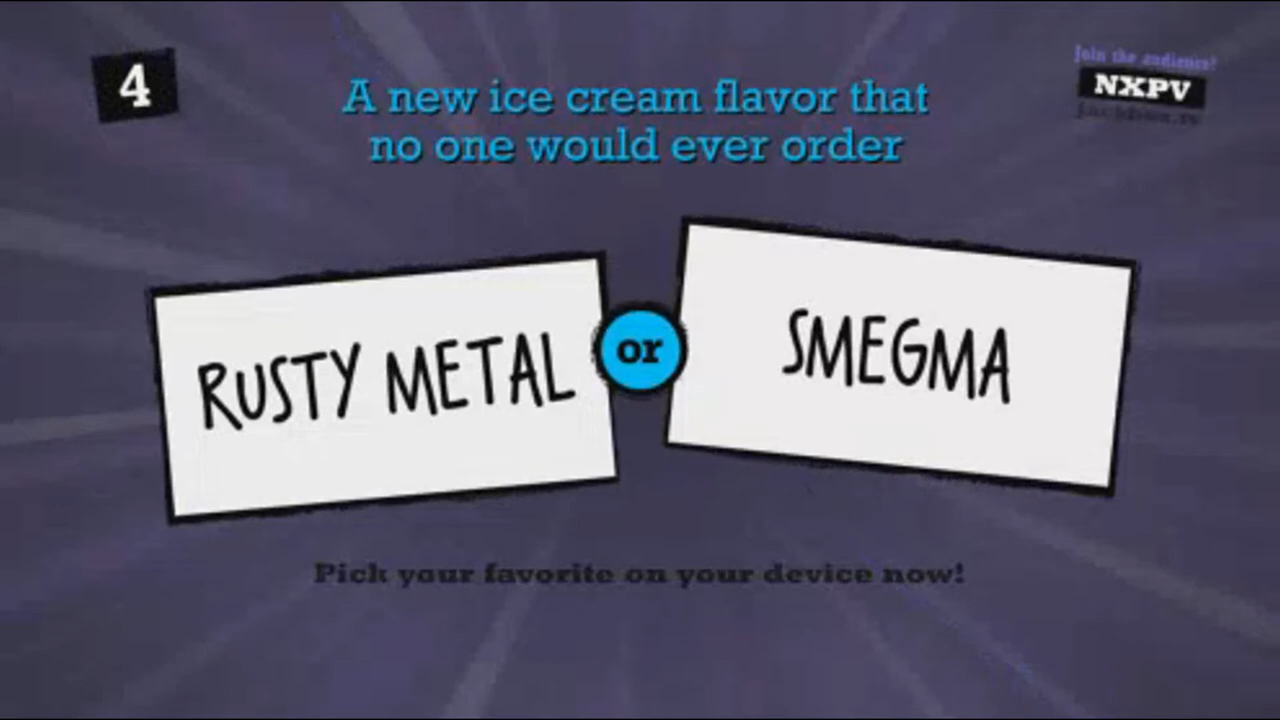 4
A new ice cream flavor that
no one would ever order
Join the audience!
NXPV
RUSTY METAL
or
SMEGMA
Pick your favorite on your device now!